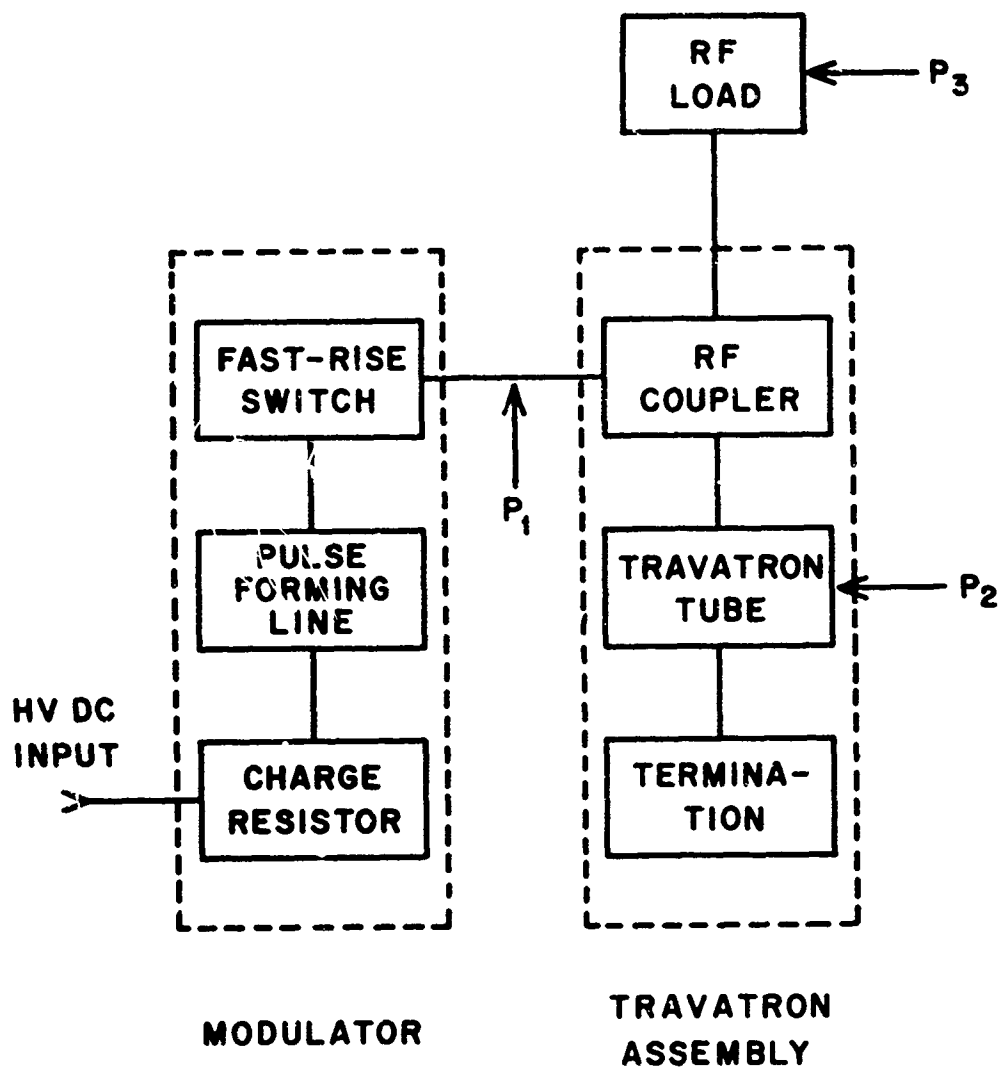 RF
LOAD
P3
FAST-RISE
SWITCH
RF
COUPLER
P1
PULSE
FORMING
LINE
TRAVATRON
TUBE
P2
HV DC
INPUT
CHARGE
RESISTOR
TERMINA-
TION
MODULATOR
TRAVATRON
ASSEMBLY